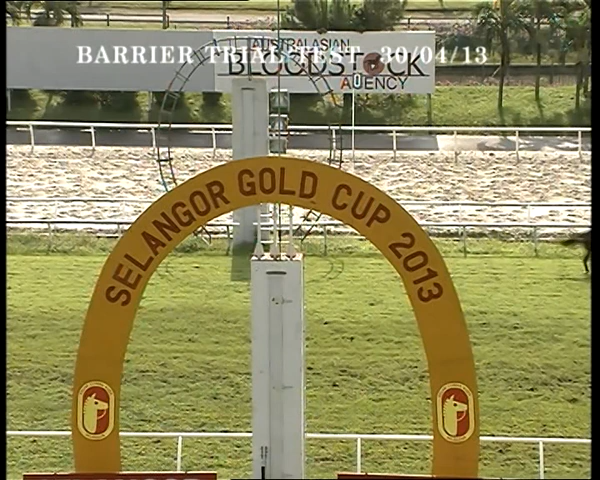 BARRIER TRIAL TEST 30/04/13
AUSTRALASIAN
BLOODSTOCK
AGENCY
SELANGOR GOLD CUP 2013